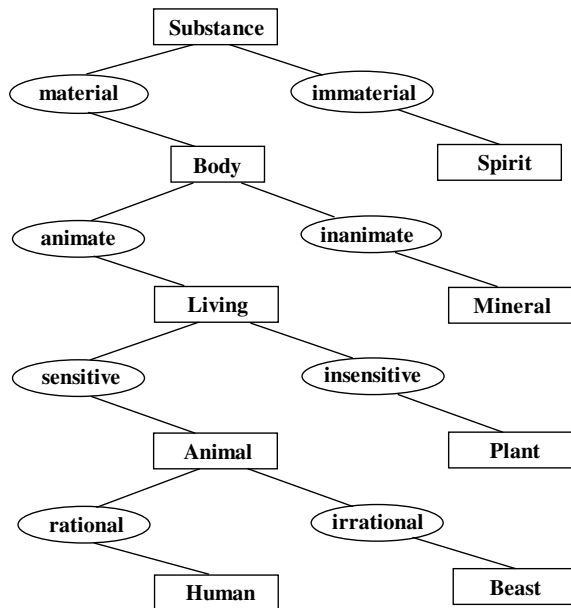 Substance
material
immaterial
Body
Spirit
animate
inanimate
Living
Mineral
sensitive
insensitive
Animal
Plant
rational
irrational
Human
Beast